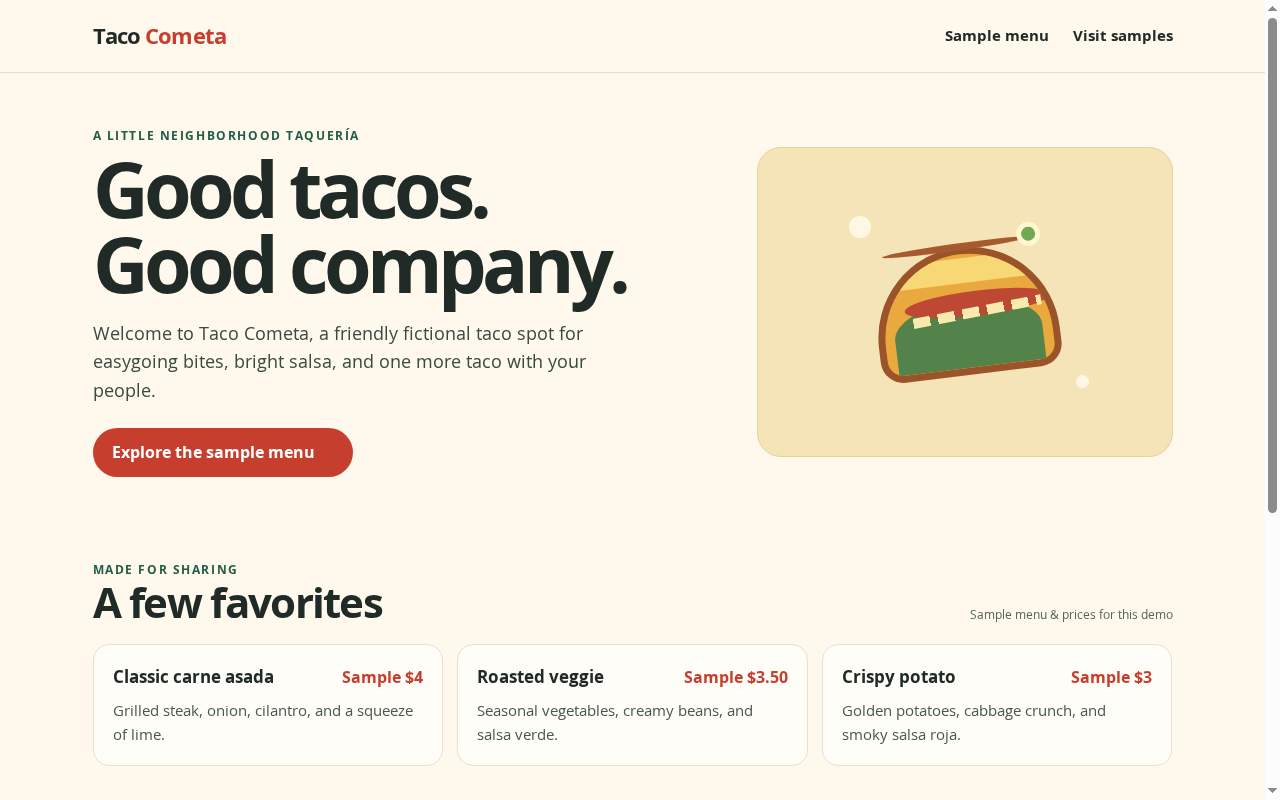 Taco Cometa
Sample menu
Visit samples
A LITTLE NEIGHBORHOOD TAQUERÍA
Good tacos.
Good company.
Welcome to Taco Cometa, a friendly fictional taco spot for
easygoing bites, bright salsa, and one more taco with your
people.
Explore the sample menu
MADE FOR SHARING
A few favorites
Sample menu & prices for this demo
Classic carne asada
Sample $4
Grilled steak, onion, cilantro, and a squeeze
of lime.
Roasted veggie
Sample $3.50
Seasonal vegetables, creamy beans, and
salsa verde.
Crispy potato
Sample $3
Golden potatoes, cabbage crunch, and
smoky salsa roja.